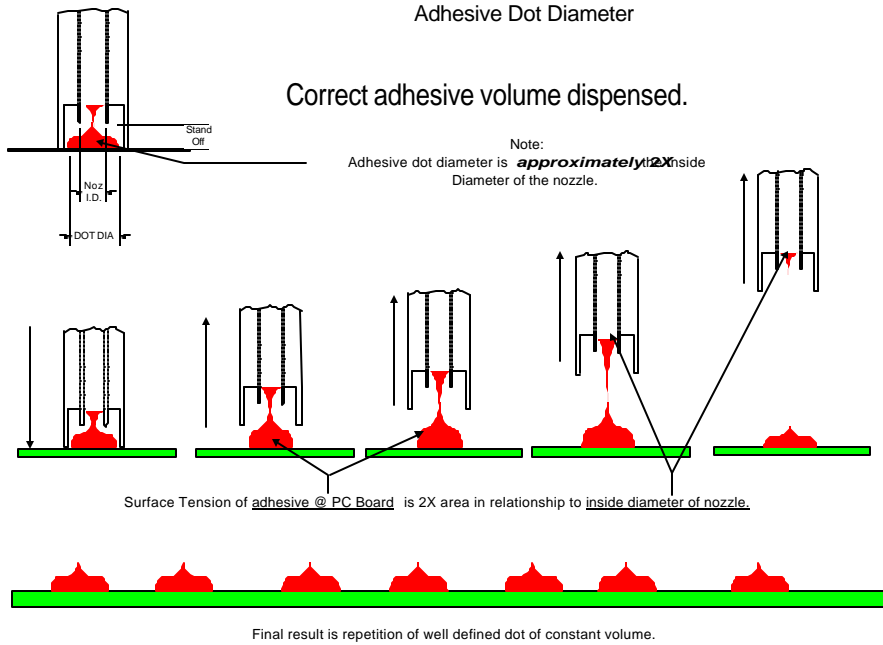 Adhesive Dot Diameter
Correct adhesive volume dispensed.
Stand
Off
Note:
Adhesive dot diameter is approximately 2X the inside
Diameter of the nozzle.
Noz
I.D.
DOT DIA
Surface Tension of adhesive @ PC Board is 2X area in relationship to inside diameter of nozzle.
Final result is repetition of well defined dot of constant volume.